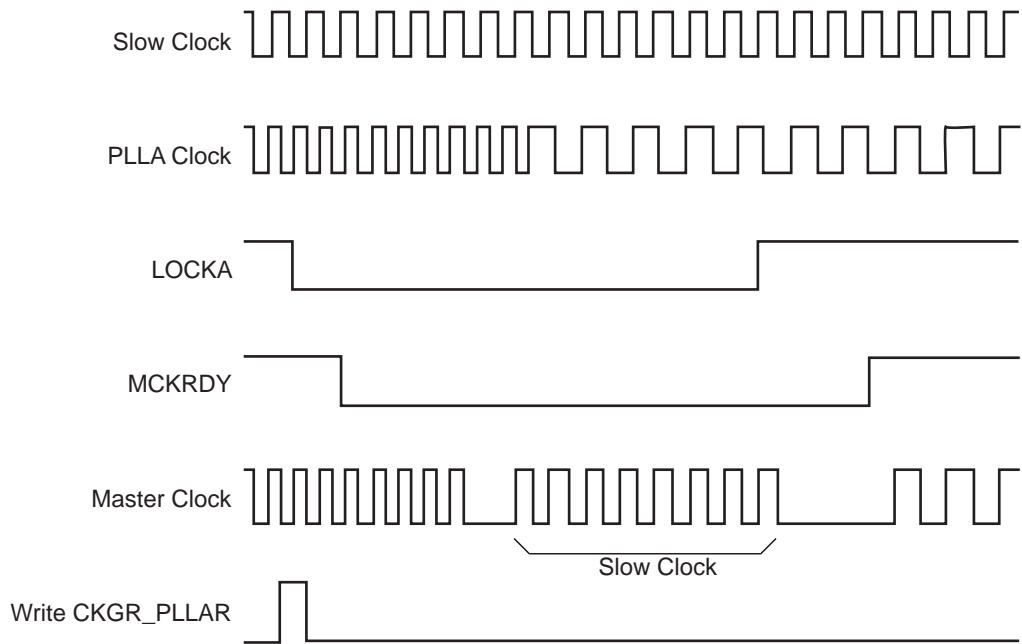 Slow Clock
PLLA Clock
LOCKA
MCKRDY
Master Clock
Slow Clock
Write CKGR_PLLAR